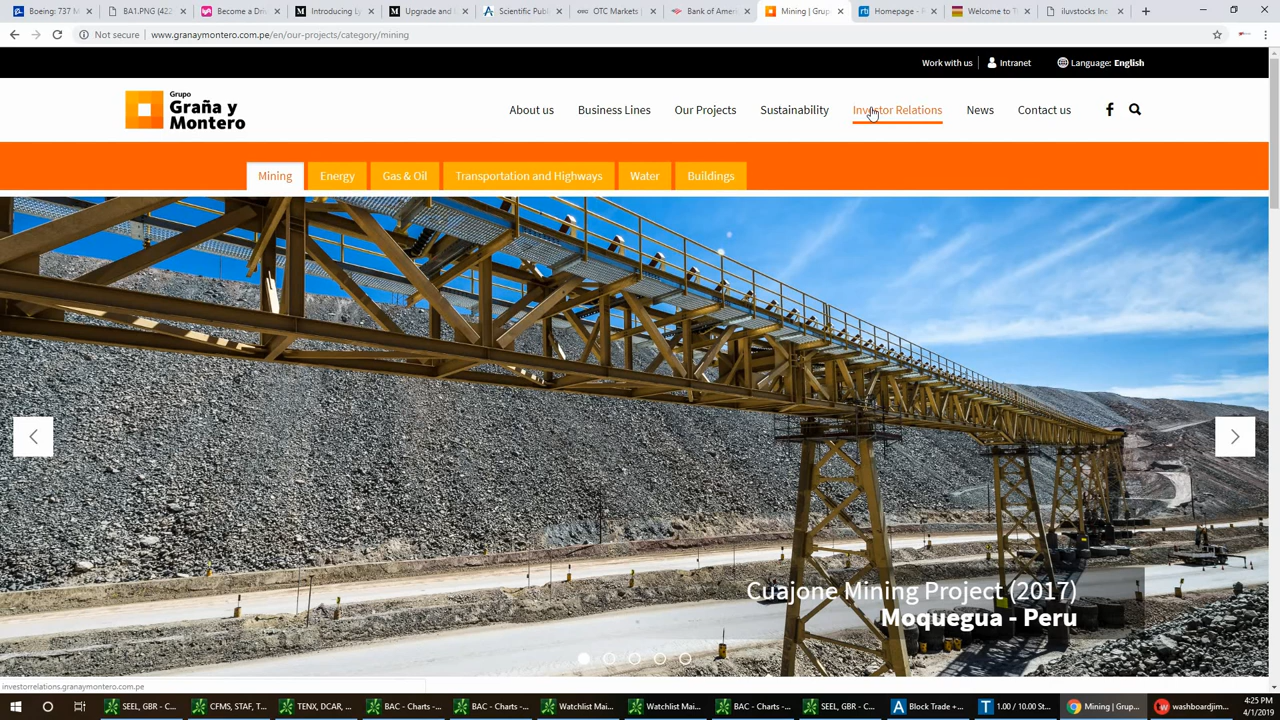 Boeing: 737 M
BA1.PNG (422
Become a Dri
Introducing Ly
Upgrade and
Scientific Publ
OTC Markets |
Bank of Ameri
Mining | Grup
Homepage - R
Welcome to T
iluvstocks Inc
Not secure
www.granaymontero.com.pe/en/our-projects/category/mining
Work with us
Intranet
Language: English
Grupo
Graña y
Montero
About us
Business Lines
Our Projects
Sustainability
Investor Relations
News
Contact us
Mining
Energy
Gas & Oil
Transportation and Highways
Water
Buildings
Cuajone Mining Project (2017)
Moquegua - Peru
investorrelations.granaymontero.com.pe
SEEL, GBR - C...
CFMS, STAF, T...
TENX, DCAR, ...
BAC - Charts - ...
BAC - Charts - ...
Watchlist Mai...
Watchlist Mai...
BAC - Charts - ...
SEEL, GBR - C...
Block Trade + ...
1.00 / 10.00 St...
Mining | Grup...
washboardjim...
4:25 PM
4/1/2019